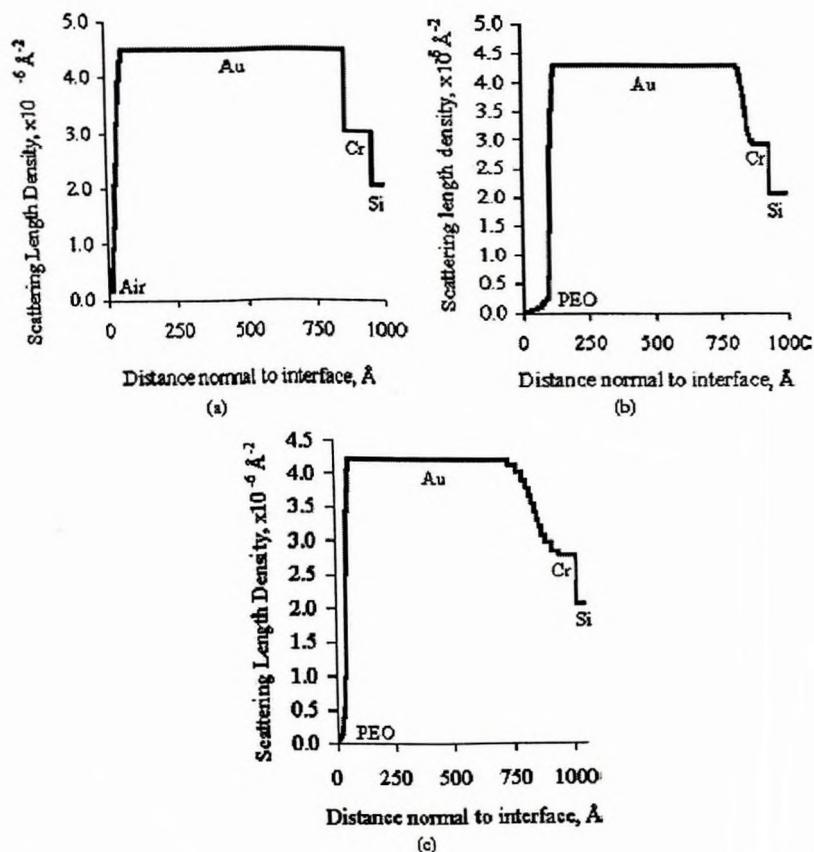 (a)
Scattering Length Density, x10 -6 Å-2
5.0
4.0
3.0
2.0
1.0
0.0
Au
Cr
Si
Air
0 250 500 750 1000
Distance normal to interface, Å
(a)
Scattering length density, x10 6 Å-2
5.0
4.5
4.0
3.5
3.0
2.5
2.0
1.5
1.0
0.5
0.0
Au
Cr
Si
PEO
0 250 500 750 1000
Distance normal to interface, Å
(b)
Scattering Length Density, x10 -6 Å-2
4.5
4.0
3.5
3.0
2.5
2.0
1.5
1.0
0.5
0.0
Au
Cr
Si
PEO
0 250 500 750 1000
Distance normal to interface, Å
(c)